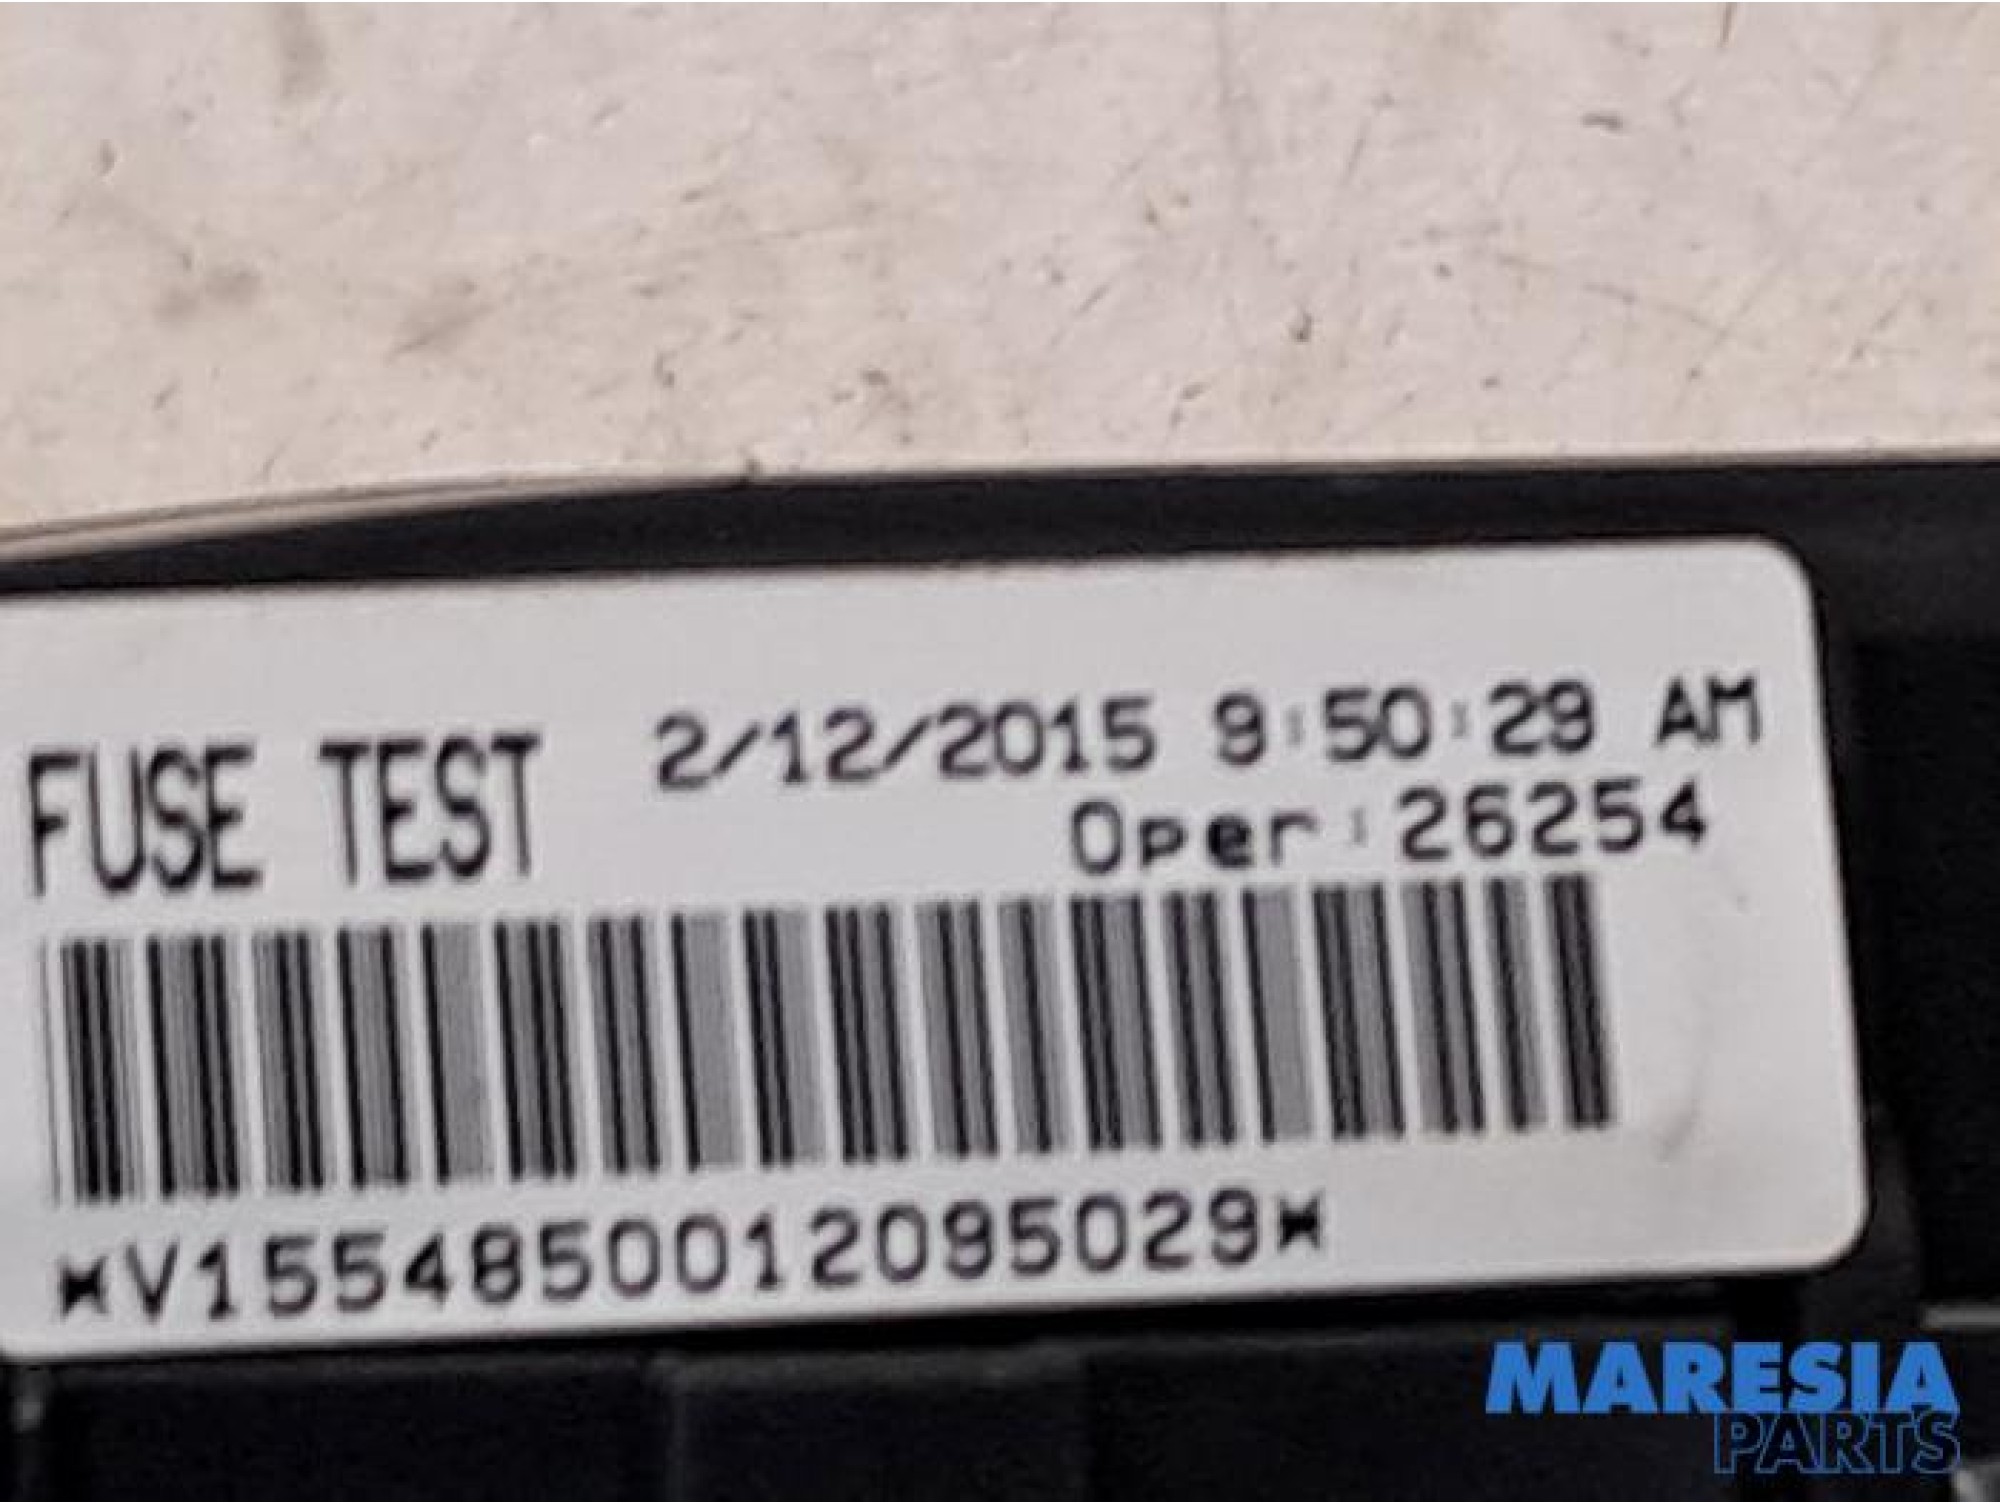 FUSE TEST 2/12/2015 9:50:29 AM
Oper:26254
*V1554850012095029*
MARESIA
PARTS